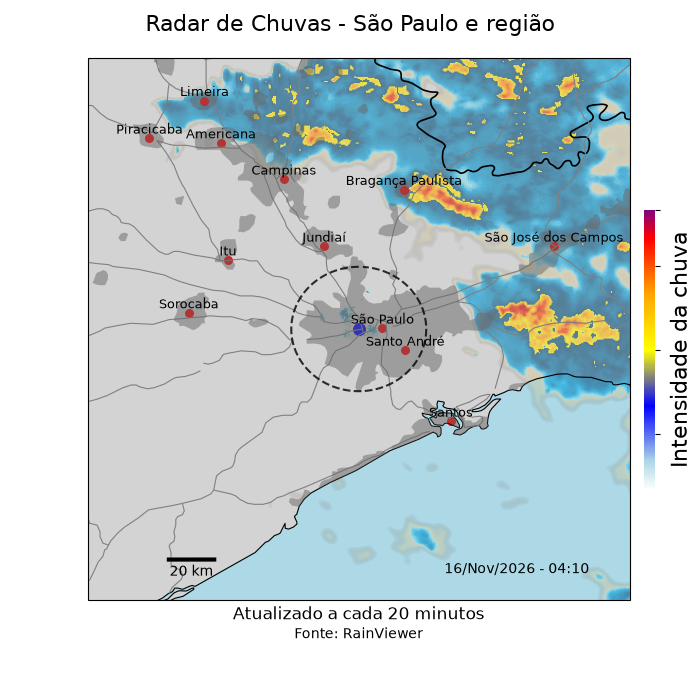 Radar de Chuvas - São Paulo e região
Limeira
Piracicaba
Americana
Campinas
Bragança Paulista
Jundiaí
São José dos Campos
Itu
Sorocaba
São Paulo
Santo André
Santos
Intensidade da chuva
20 km
16/Nov/2026 - 04:10
Atualizado a cada 20 minutos
Fonte: RainViewer